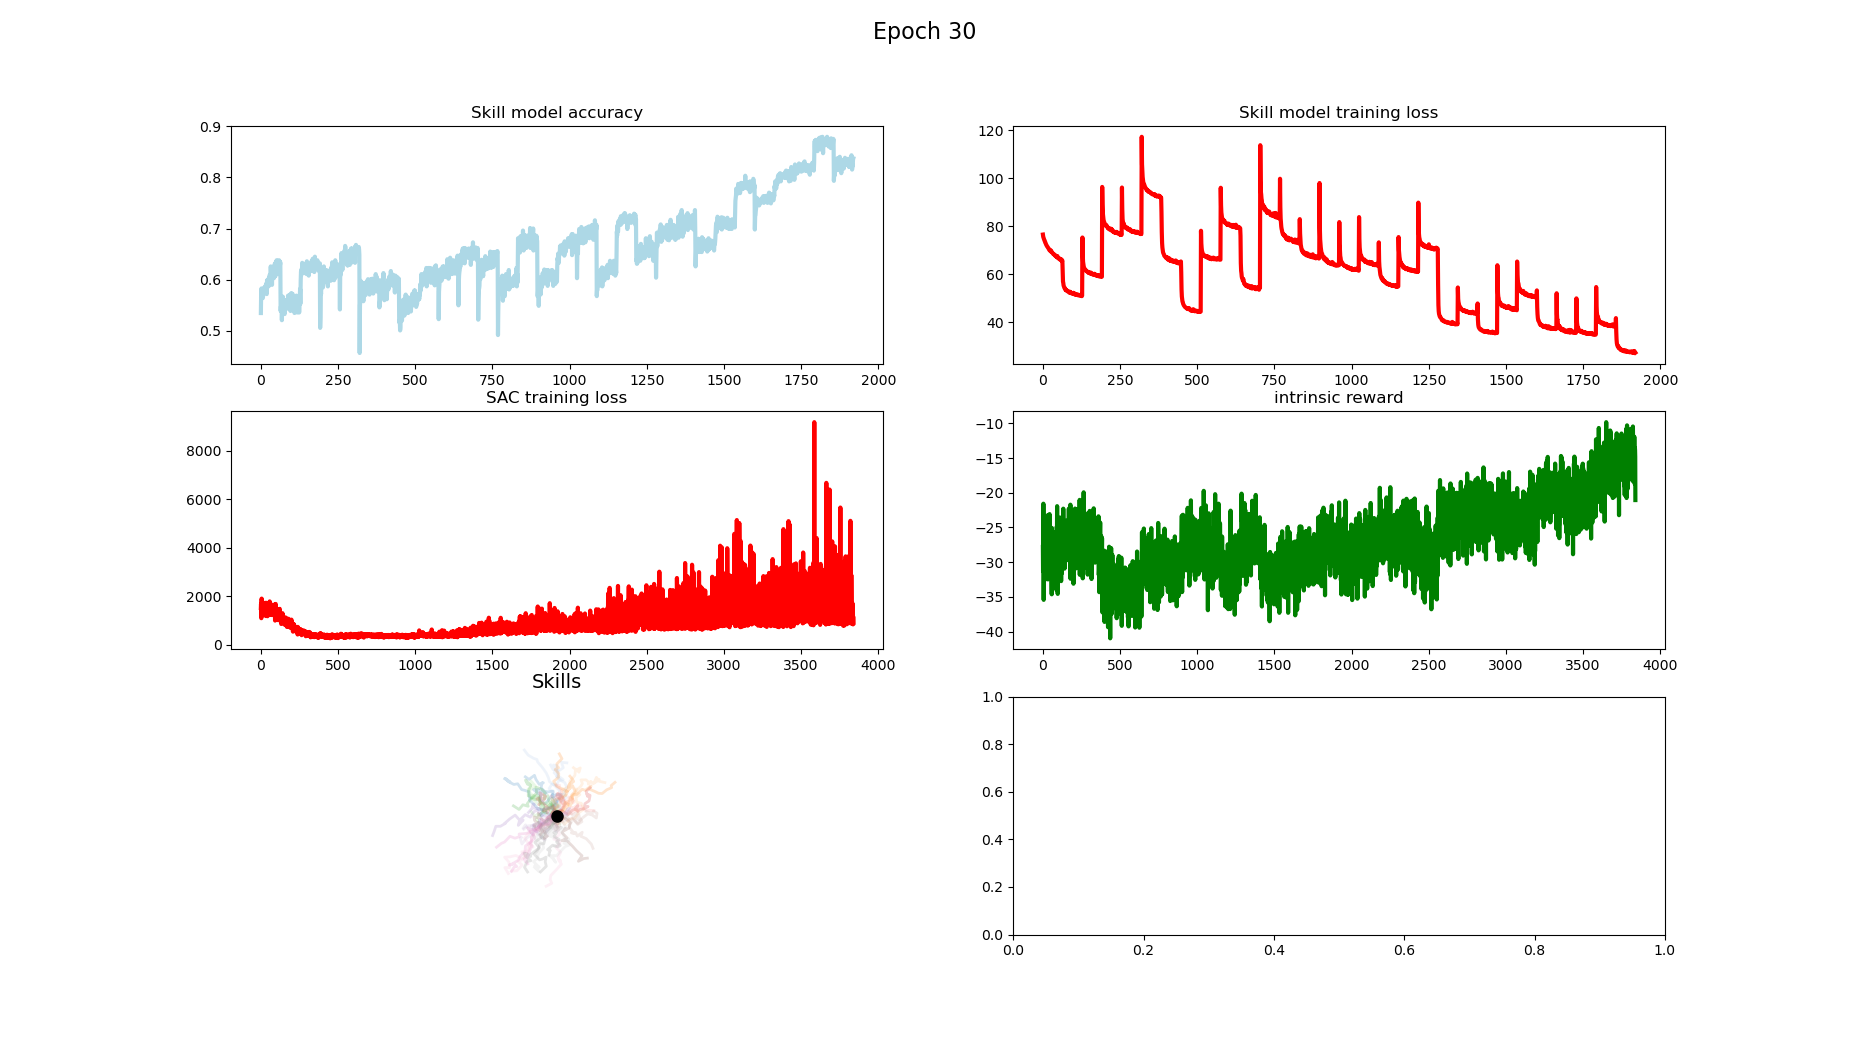 Epoch 30
Skill model accuracy
0.9
0.8
0.7
0.6
0.5
0 250 500 750 1000 1250 1500 1750 2000
Skill model training loss
120
100
80
60
40
0 250 500 750 1000 1250 1500 1750 2000
SAC training loss
8000
6000
4000
2000
0
0 500 1000 1500 2000 2500 3000 3500 4000
intrinsic reward
−10
−15
−20
−25
−30
−35
−40
0 500 1000 1500 2000 2500 3000 3500 4000
Skills
1.0
0.8
0.6
0.4
0.2
0.0
0.0 0.2 0.4 0.6 0.8 1.0